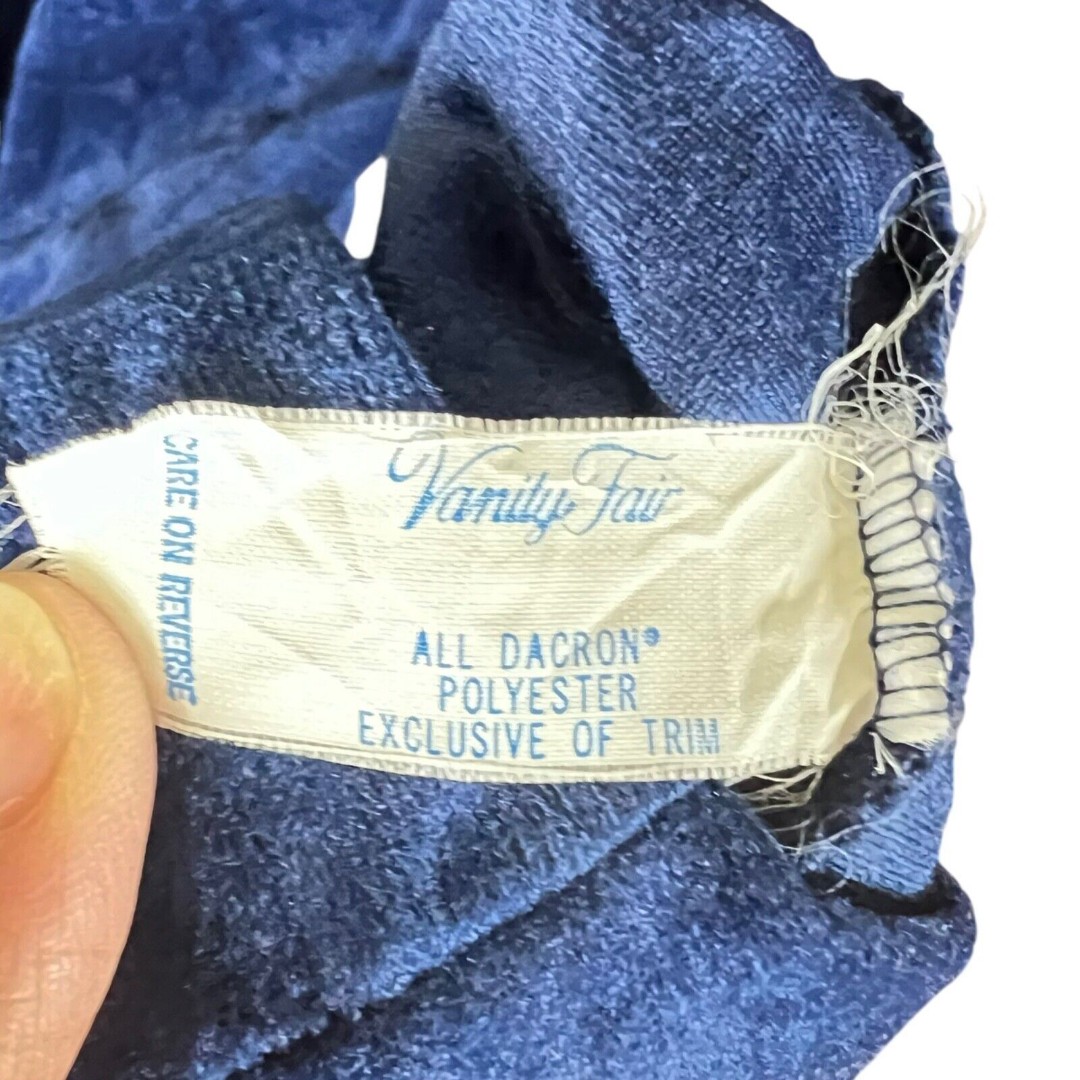 Vanity Fair
ALL DACRON®
POLYESTER
EXCLUSIVE OF TRIM
CARE ON REVERSE